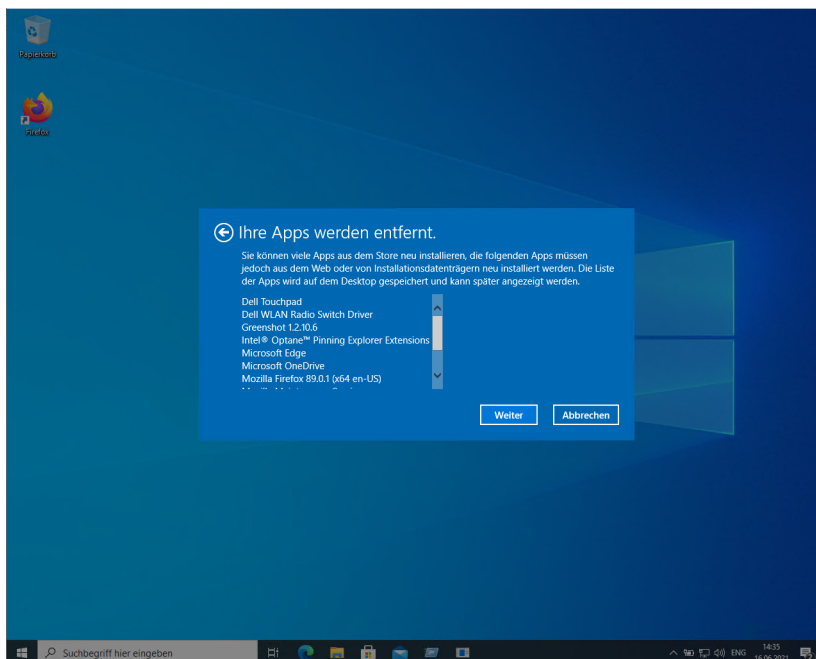 Papierkorb
Firefox
Ihre Apps werden entfernt.
Sie können viele Apps aus dem Store neu installieren, die folgenden Apps müssen
jedoch aus dem Web oder von Installationsdatenträgern neu installiert werden. Die Liste
der Apps wird auf dem Desktop gespeichert und kann später angezeigt werden.
Dell Touchpad
Dell WLAN Radio Switch Driver
Greenshot 1.2.10.6
Intel® Optane™ Pinning Explorer Extensions
Microsoft Edge
Microsoft OneDrive
Mozilla Firefox 89.0.1 (x64 en-US)
Weiter
Abbrechen
Suchbegriff hier eingeben
ENG
14:35
16.06.2021